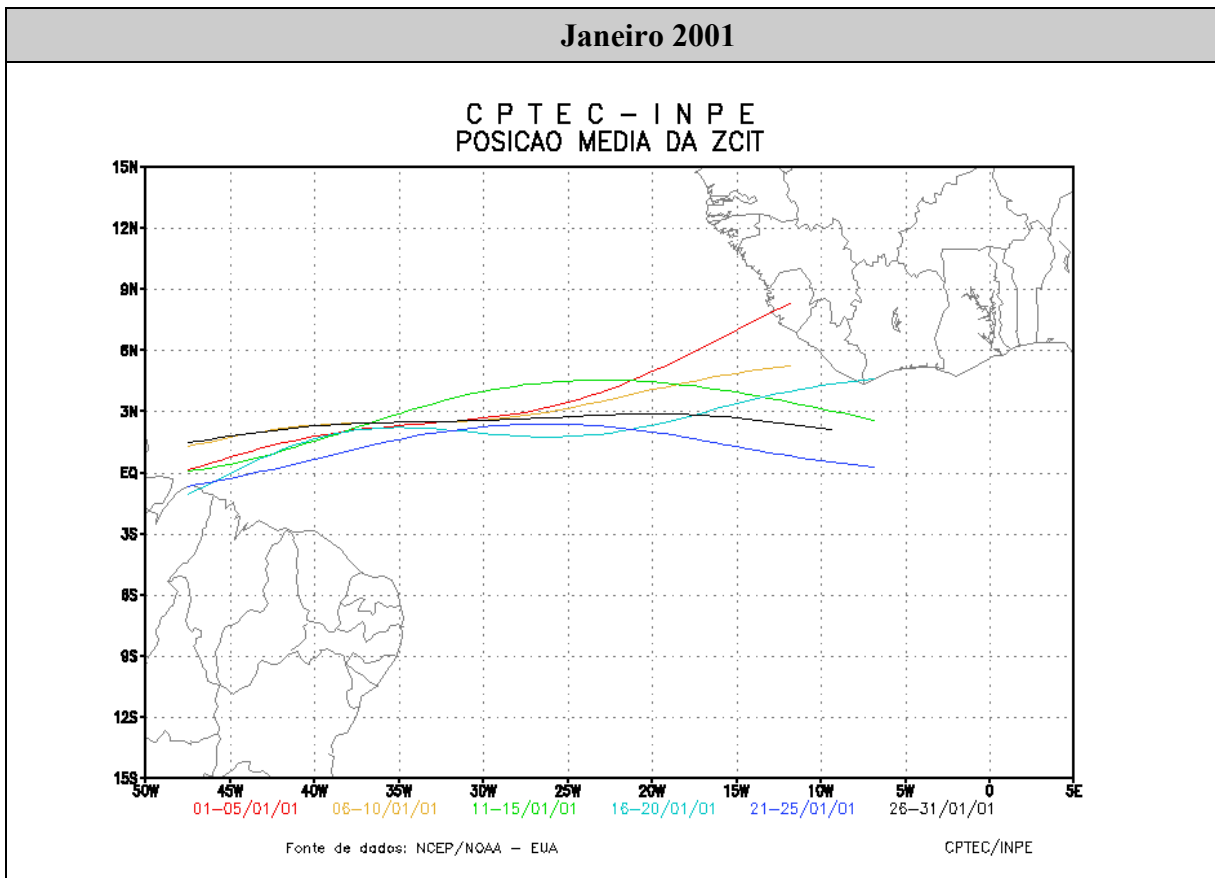 Janeiro 2001
CPTEC-INPE
POSICAO MEDIA DA ZCIT
15N
12N
9N
6N
3N
EQ
3S
6S
9S
12S
15S
50W 45W 40W 35W 30W 25W 20W 15W 10W 5W 0 5E
01-05/01/01 06-10/01/01 11-15/01/01 16-20/01/01 21-25/01/01 26-31/01/01
Fonte de dados: NCEP/NOAA - EUA CPTEC/INPE